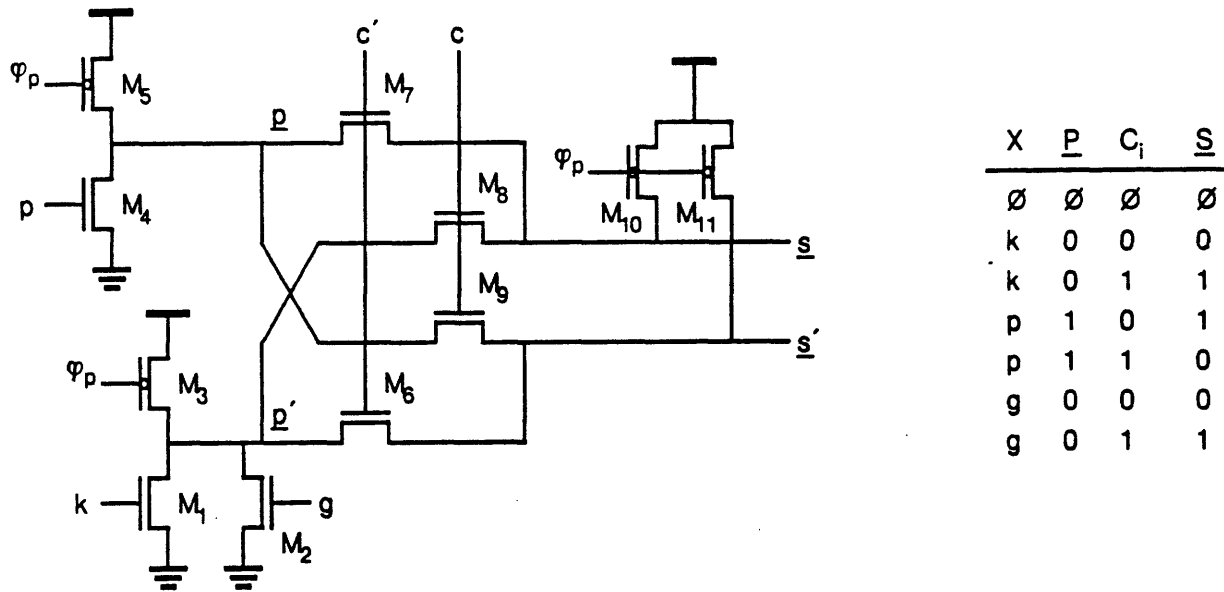 c′ c
φp M5
M7
p
φp
M8
p M4
M10 M11
s
M9
s′
φp M3
M6
p′
k M1 g
M2
X P Ci S
Ø Ø Ø Ø
k 0 0 0
k 0 1 1
p 1 0 1
p 1 1 0
g 0 0 0
g 0 1 1